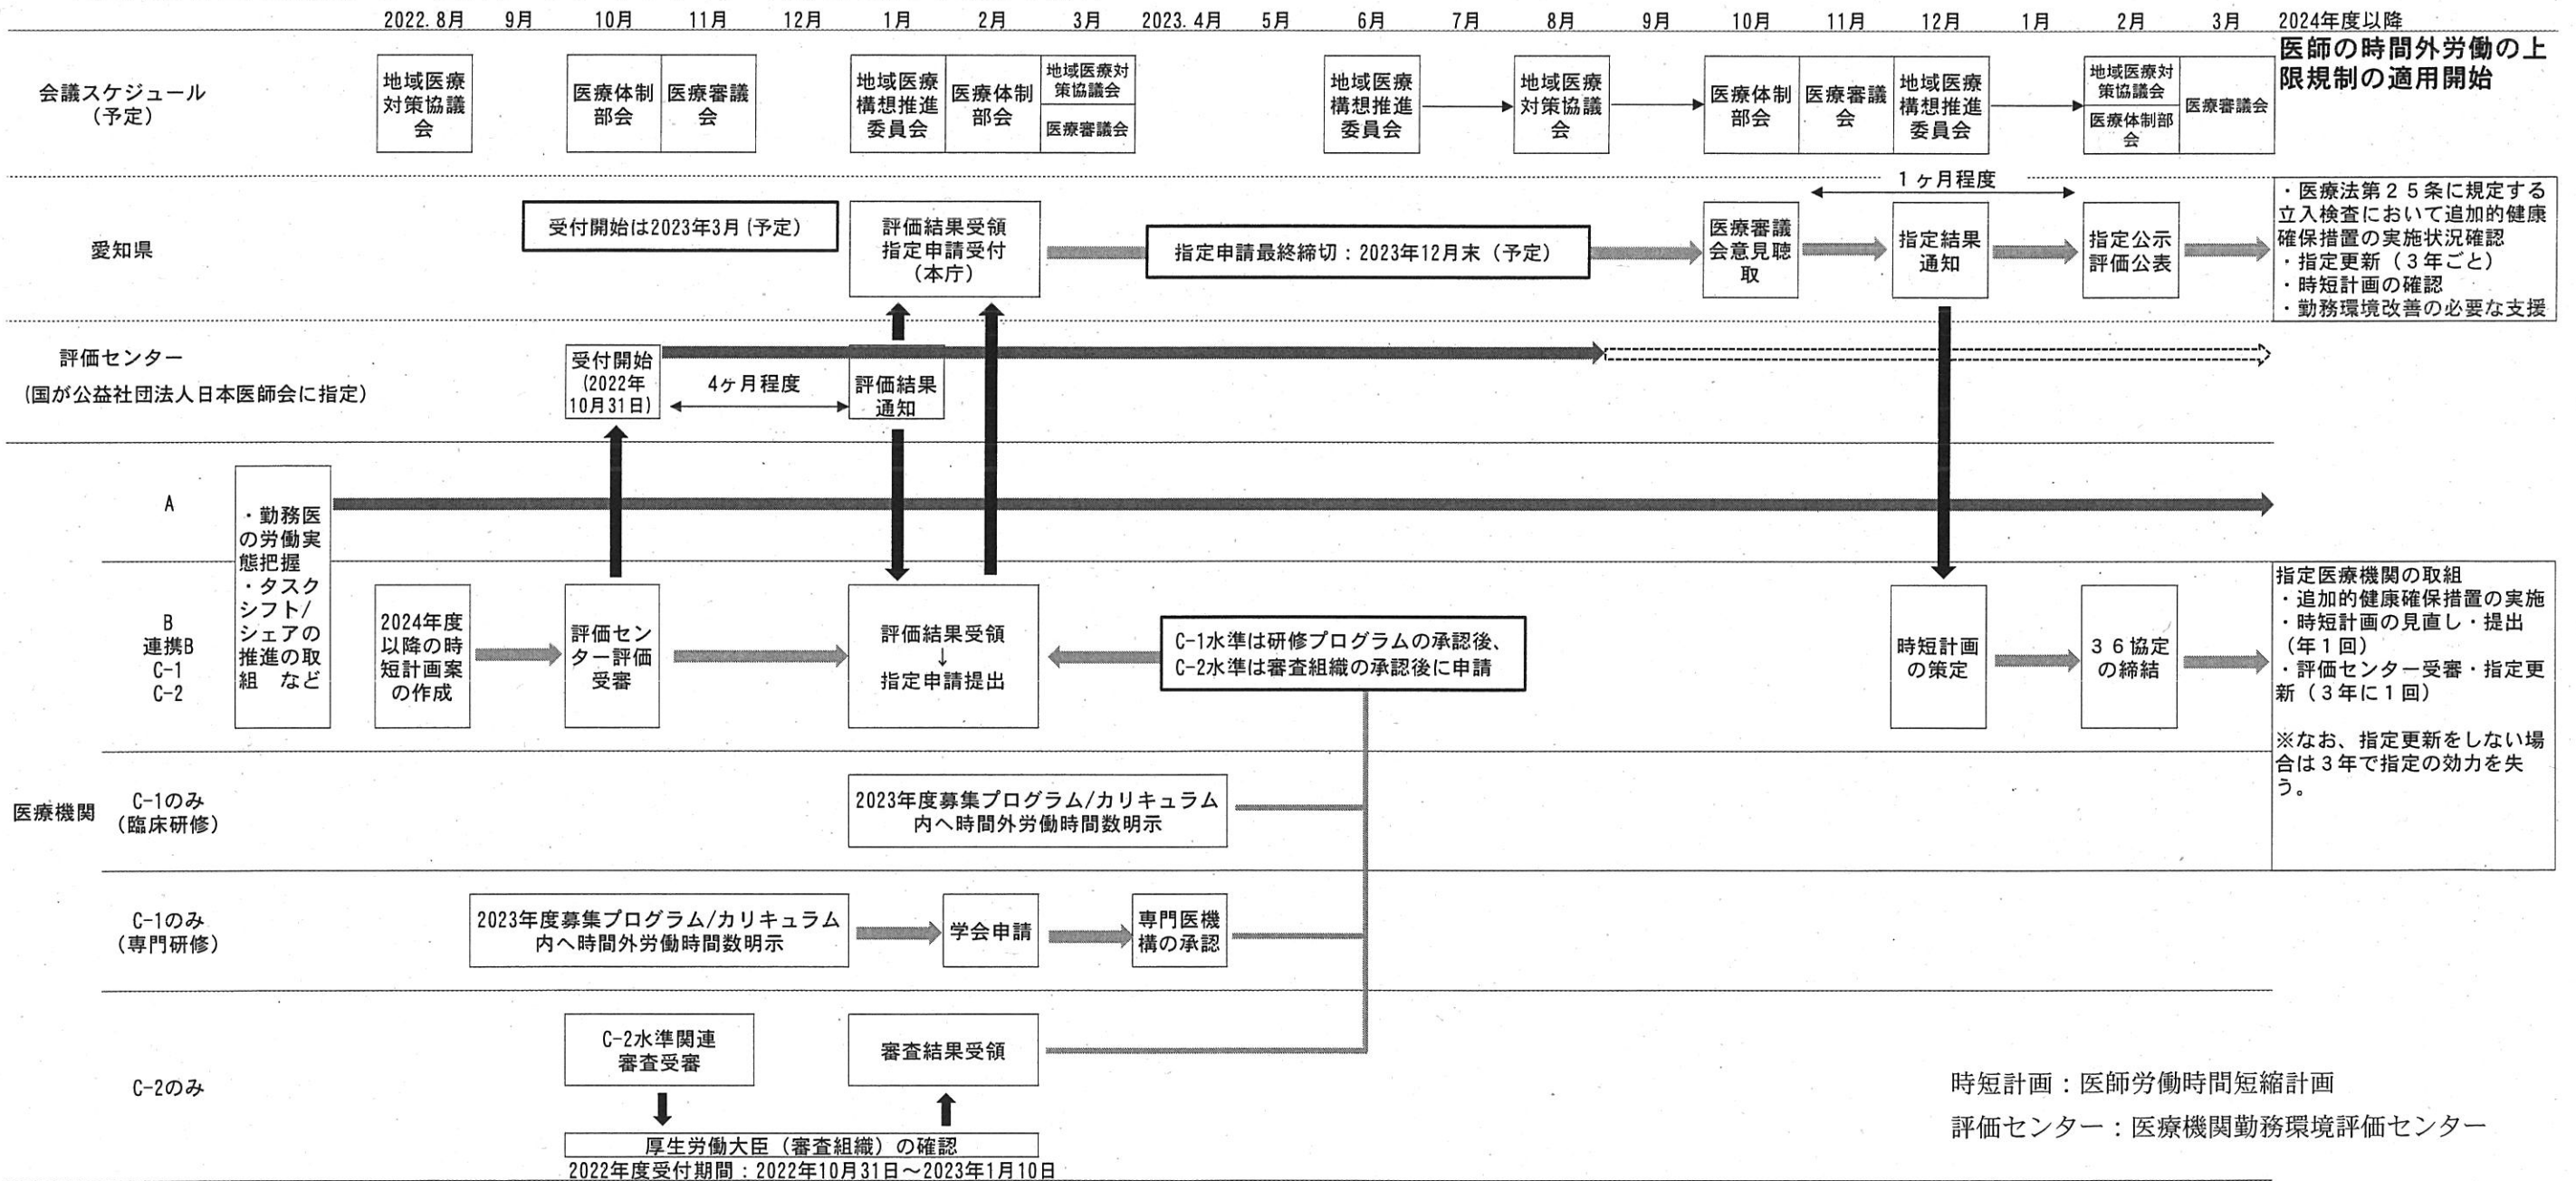 2022. 8月 9月 10月 11月 12月 1月 2月 3月 2023. 4月 5月 6月 7月 8月 9月 10月 11月 12月 1月 2月 3月 2024年度以降
医師の時間外労働の上
限規制の適用開始
会議スケジュール
（予定）
地域医療
対策協議
会
医療体制
部会
医療審議
会
地域医療
構想推進
委員会
医療体制
部会
地域医療対
策協議会
医療審議会
地域医療
構想推進
委員会
地域医療
対策協議
会
医療体制
部会
医療審議
会
地域医療
構想推進
委員会
地域医療対
策協議会
医療体制部
会
医療審議会
愛知県
受付開始は2023年3月（予定）
評価結果受領
指定申請受付
（本庁）
指定申請最終締切：2023年12月末（予定）
医療審議
会意見聴
取
1ヶ月程度
指定結果
通知
指定公示
評価公表
・医療法第２５条に規定する
立入検査において追加的健康
確保措置の実施状況確認
・指定更新（３年ごと）
・時短計画の確認
・勤務環境改善の必要な支援
評価センター
（国が公益社団法人日本医師会に指定）
受付開始
(2022年
10月31日)
4ヶ月程度
評価結果
通知
医療機関
A
・勤務医
の労働実
態把握
・タスク
シフト/
シェアの
推進の取
組　など
B
連携B
C-1
C-2
2024年度
以降の時
短計画案
の作成
評価セン
ター評価
受審
評価結果受領
↓
指定申請提出
C-1水準は研修プログラムの承認後、
C-2水準は審査組織の承認後に申請
時短計画
の策定
３６協定
の締結
指定医療機関の取組
・追加的健康確保措置の実施
・時短計画の見直し・提出
（年１回）
・評価センター受審・指定更
新（３年に１回）
※なお、指定更新をしない場
合は３年で指定の効力を失
う。
C-1のみ
（臨床研修）
2023年度募集プログラム/カリキュラム
内へ時間外労働時間数明示
C-1のみ
（専門研修）
2023年度募集プログラム/カリキュラム
内へ時間外労働時間数明示
学会申請
専門医機
構の承認
C-2のみ
C-2水準関連
審査受審
審査結果受領
厚生労働大臣（審査組織）の確認
2022年度受付期間：2022年10月31日～2023年1月10日
時短計画：医師労働時間短縮計画
評価センター：医療機関勤務環境評価センター